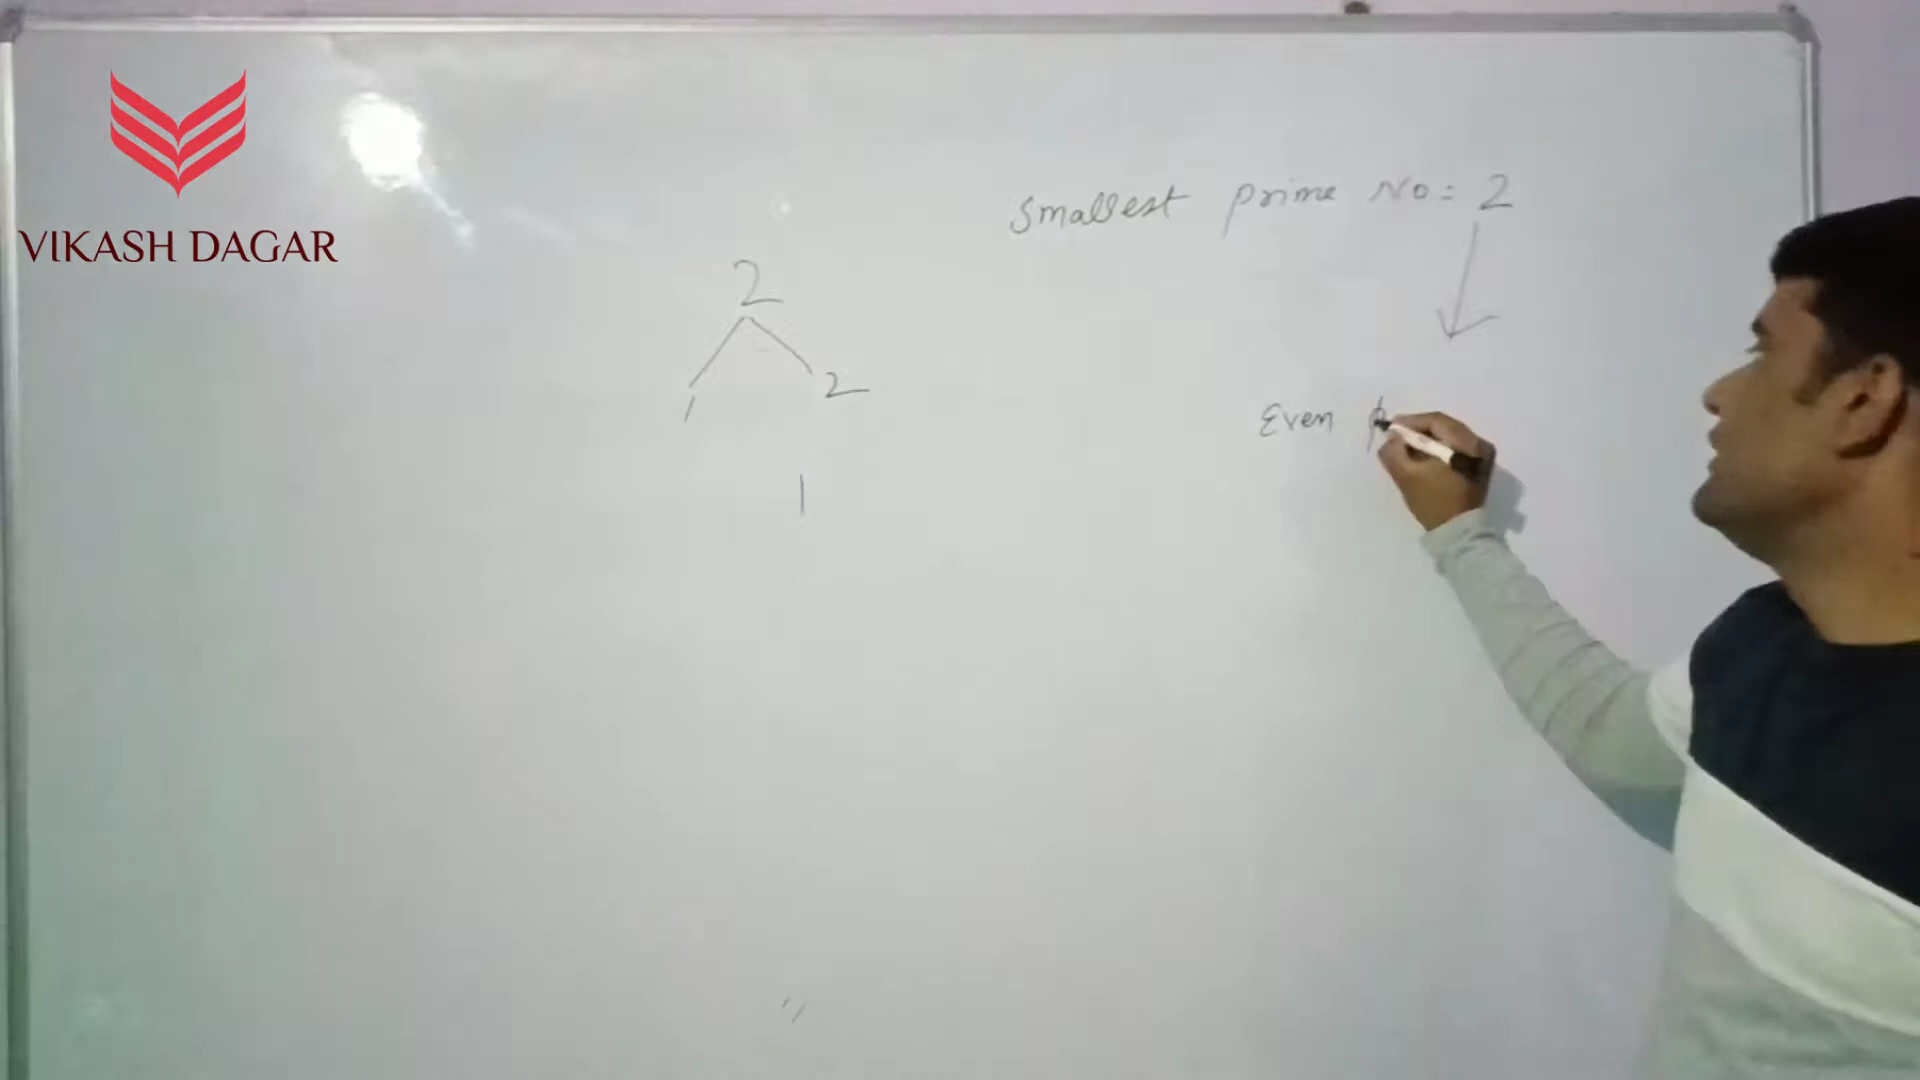 VIKASH DAGAR
Smallest prime No = 2
2
1 2
Even
1